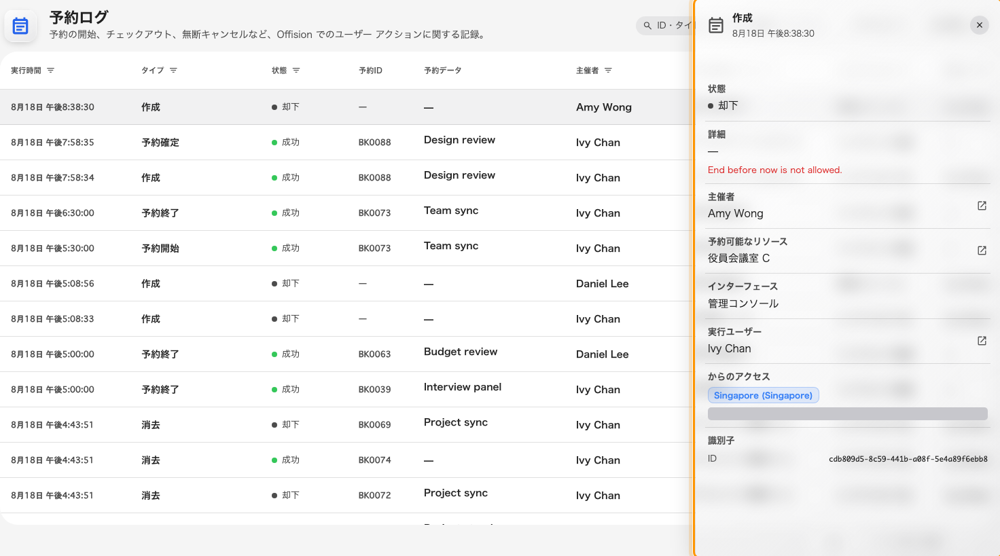 予約ログ
予約の開始、チェックアウト、無断キャンセルなど、Offision でのユーザー アクションに関する記録。
ID・タイ
実行時間 タイプ 状態 予約ID 予約データ 主催者
8月18日 午後8:38:30 作成 却下 — — Amy Wong
8月18日 午後7:58:35 予約確定 成功 BK0088 Design review Ivy Chan
8月18日 午後7:58:34 作成 成功 BK0088 Design review Ivy Chan
8月18日 午後6:30:00 予約終了 成功 BK0073 Team sync Ivy Chan
8月18日 午後5:30:00 予約開始 成功 BK0073 Team sync Ivy Chan
8月18日 午後5:08:56 作成 却下 — — Daniel Lee
8月18日 午後5:08:33 作成 却下 — — Ivy Chan
8月18日 午後5:00:00 予約終了 成功 BK0063 Budget review Daniel Lee
8月18日 午後5:00:00 予約終了 成功 BK0039 Interview panel Ivy Chan
8月18日 午後4:43:51 消去 却下 BK0069 Project sync Ivy Chan
8月18日 午後4:43:51 消去 成功 BK0074 — Ivy Chan
8月18日 午後4:43:51 消去 却下 BK0072 Project sync Ivy Chan
作成
8月18日 午後8:38:30
状態
却下
詳細
—
End before now is not allowed.
主催者
Amy Wong
予約可能なリソース
役員会議室 C
インターフェース
管理コンソール
実行ユーザー
Ivy Chan
からのアクセス
Singapore (Singapore)
識別子
ID cdb809d5-8c59-441b-a08f-5e4a89f6ebb8